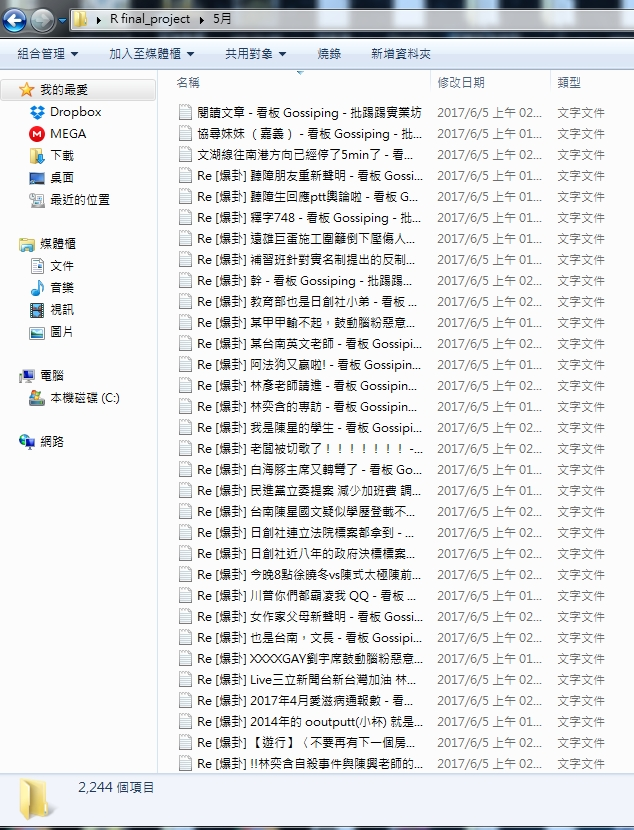 R final_project ▸ 5月
組合管理 加入至媒體櫃 共用對象 燒錄 新增資料夾
我的最愛
Dropbox
MEGA
下載
桌面
最近的位置
媒體櫃
文件
音樂
視訊
圖片
電腦
本機磁碟 (C:)
網路
名稱 修改日期 類型
閱讀文章 - 看板 Gossiping - 批踢踢實業坊 2017/6/5 上午 02... 文字文件
協尋妹妹 （嘉義） - 看板 Gossiping - 批... 2017/6/5 上午 01... 文字文件
文湖線往南港方向已經停了5min了 - 看... 2017/6/5 上午 02... 文字文件
Re [爆卦] 聽障朋友重新聲明 - 看板 Gossi... 2017/6/5 上午 01... 文字文件
Re [爆卦] 聽障生回應ptt輿論啦 - 看板 G... 2017/6/5 上午 02... 文字文件
Re [爆卦] 釋字748 - 看板 Gossiping - 批... 2017/6/5 上午 01... 文字文件
Re [爆卦] 遠雄巨蛋施工圍籬倒下壓傷人... 2017/6/5 上午 01... 文字文件
Re [爆卦] 補習班針對實名制提出的反制... 2017/6/5 上午 01... 文字文件
Re [爆卦] 幹 - 看板 Gossiping - 批踢踢... 2017/6/5 上午 02... 文字文件
Re [爆卦] 教育部也是日創社小弟 - 看板 ... 2017/6/5 上午 02... 文字文件
Re [爆卦] 某甲甲輸不起，鼓動腦粉惡意... 2017/6/5 上午 01... 文字文件
Re [爆卦] 某台南英文老師 - 看板 Gossipi... 2017/6/5 上午 02... 文字文件
Re [爆卦] 阿法狗又贏啦! - 看板 Gossipin... 2017/6/5 上午 01... 文字文件
Re [爆卦] 林彥老師請進 - 看板 Gossipin... 2017/6/5 上午 02... 文字文件
Re [爆卦] 林奕含的專訪 - 看板 Gossipin... 2017/6/5 上午 01... 文字文件
Re [爆卦] 我是陳星的學生 - 看板 Gossipi... 2017/6/5 上午 02... 文字文件
Re [爆卦] 老闆被切歌了！！！！！！！ -... 2017/6/5 上午 02... 文字文件
Re [爆卦] 白海豚主席又轉彎了 - 看板 Go... 2017/6/5 上午 01... 文字文件
Re [爆卦] 民進黨立委提案 減少加班費 調... 2017/6/5 上午 01... 文字文件
Re [爆卦] 台南陳星國文疑似學歷登載不... 2017/6/5 上午 02... 文字文件
Re [爆卦] 日創社連立法院標案都拿到 - ... 2017/6/5 上午 02... 文字文件
Re [爆卦] 日創社近八年的政府決標標案... 2017/6/5 上午 02... 文字文件
Re [爆卦] 今晚8點徐曉冬vs陳式太極陳前... 2017/6/5 上午 02... 文字文件
Re [爆卦] 川普你們都霸凌我 QQ - 看板 ... 2017/6/5 上午 01... 文字文件
Re [爆卦] 女作家父母新聲明 - 看板 Gossi... 2017/6/5 上午 02... 文字文件
Re [爆卦] 也是台南，文長 - 看板 Gossipi... 2017/6/5 上午 02... 文字文件
Re [爆卦] XXXXGAY劉宇席鼓動腦粉惡意... 2017/6/5 上午 01... 文字文件
Re [爆卦] Live三立新聞台新台灣加油 林... 2017/6/5 上午 02... 文字文件
Re [爆卦] 2017年4月愛滋病通報數 - 看... 2017/6/5 上午 02... 文字文件
Re [爆卦] 2014年的 ooutputt(小杯) 就是... 2017/6/5 上午 01... 文字文件
Re [爆卦] 【遊行】〈不要再有下一個房... 2017/6/5 上午 02... 文字文件
Re [爆卦] !!林奕含自殺事件與陳興老師的... 2017/6/5 上午 02... 文字文件
2,244 個項目